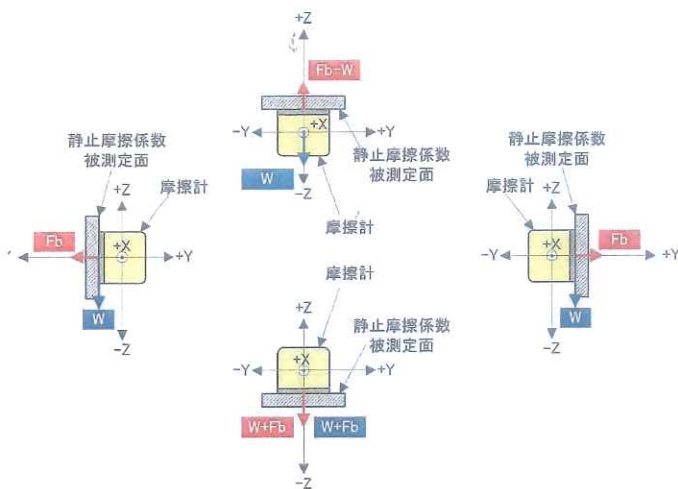 +Z
Fb-W
+X
-Y
+Y
W
-Z
静止摩擦係数
被測定面
摩擦計
静止摩擦係数
被測定面
+Z
摩擦計
Fb
+X
+Y
W
-Z
静止摩擦係数
被測定面
摩擦計
+Z
-Y
+X
Fb
+Y
W
-Z
摩擦計
+Z
静止摩擦係数
被測定面
-Y
+X
+Y
W+Fb
W+Fb
-Z